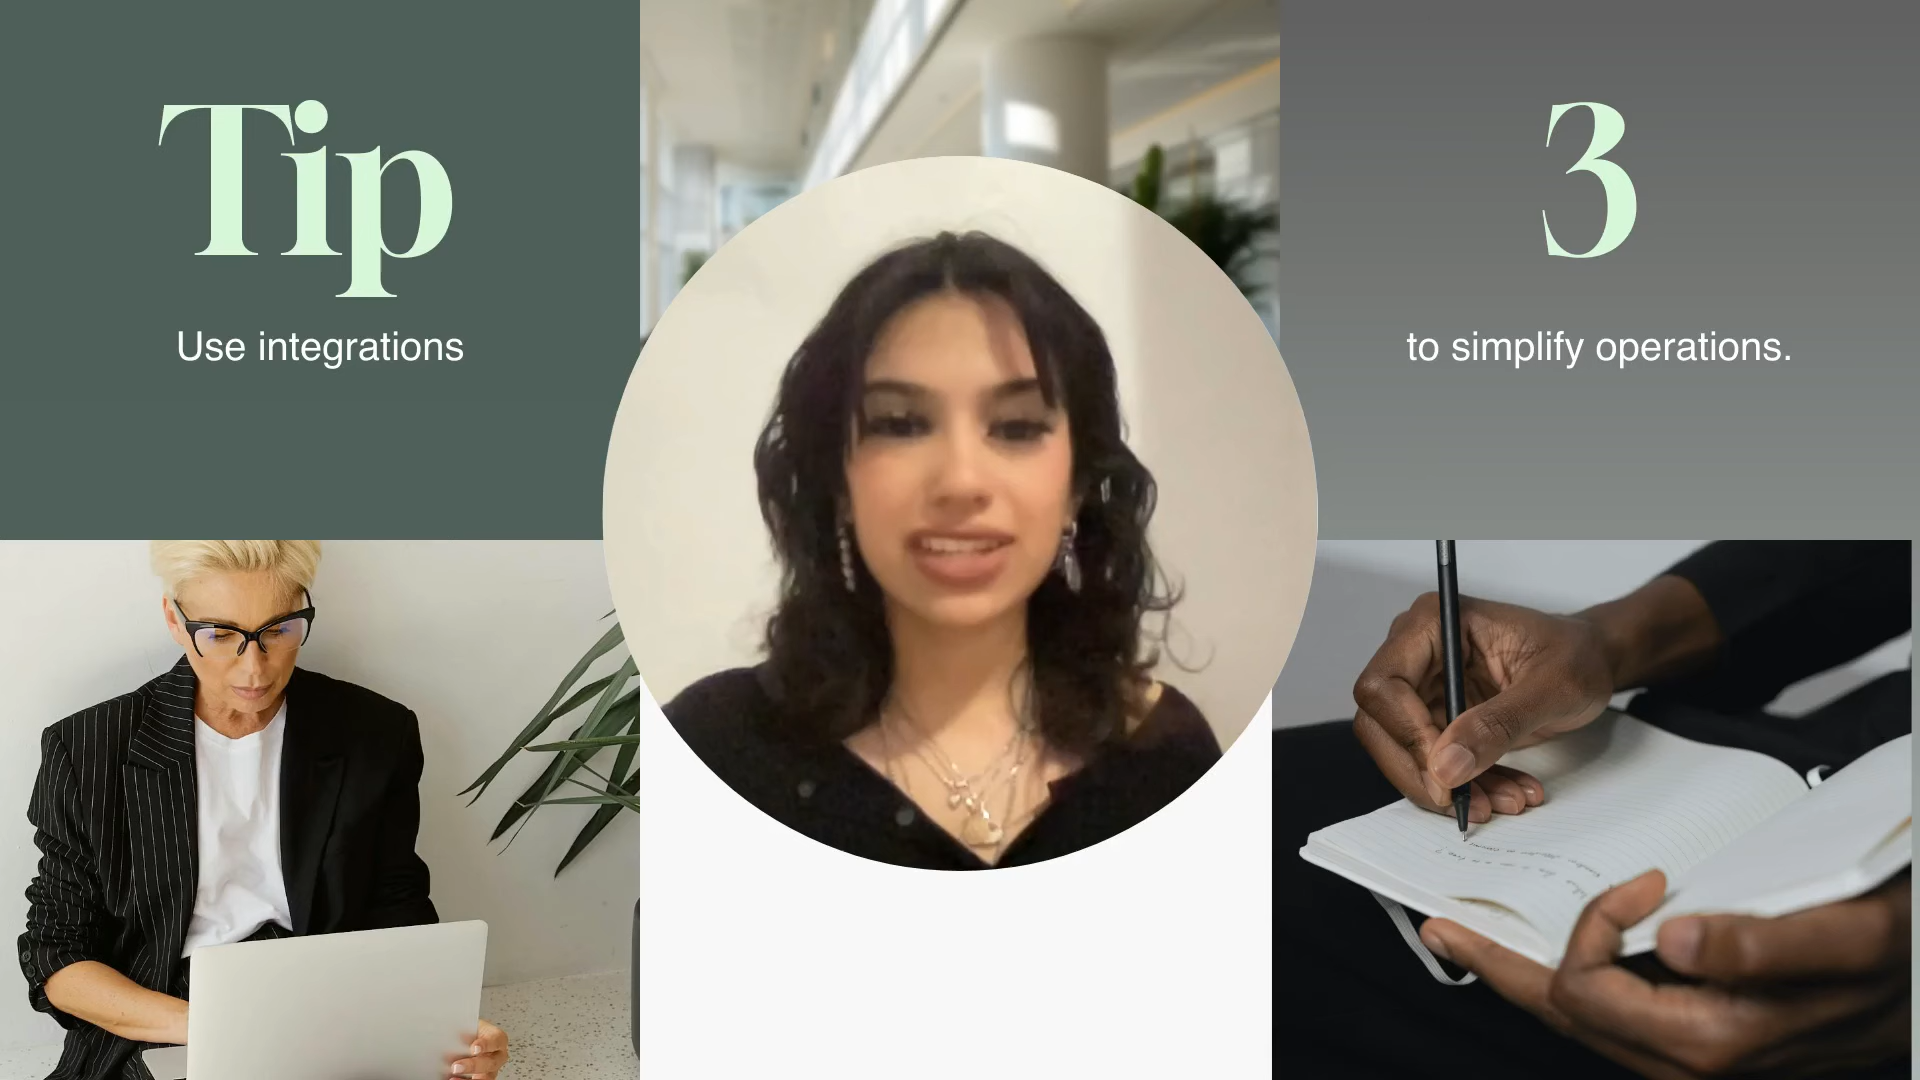 Tip
3
Use integrations
to simplify operations.